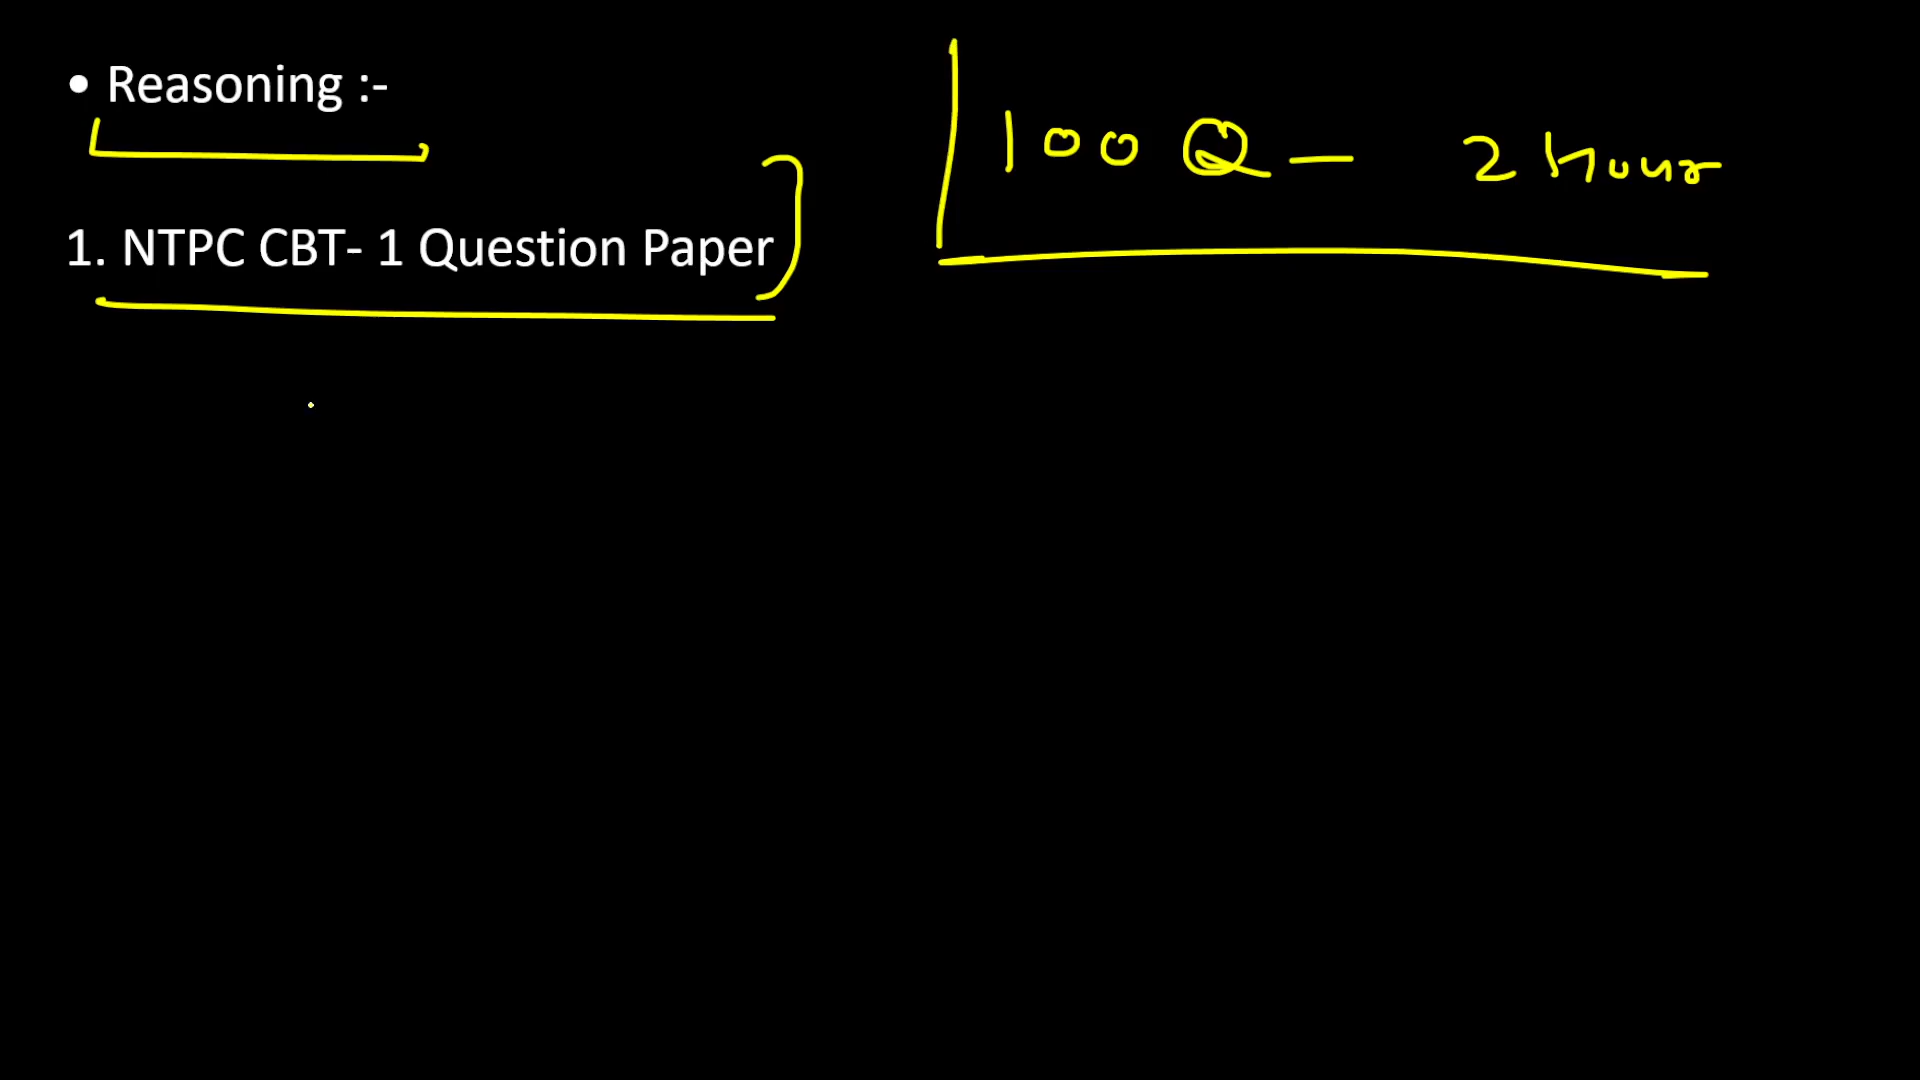 • Reasoning :-
1. NTPC CBT- 1 Question Paper
100 Q - 2 hour